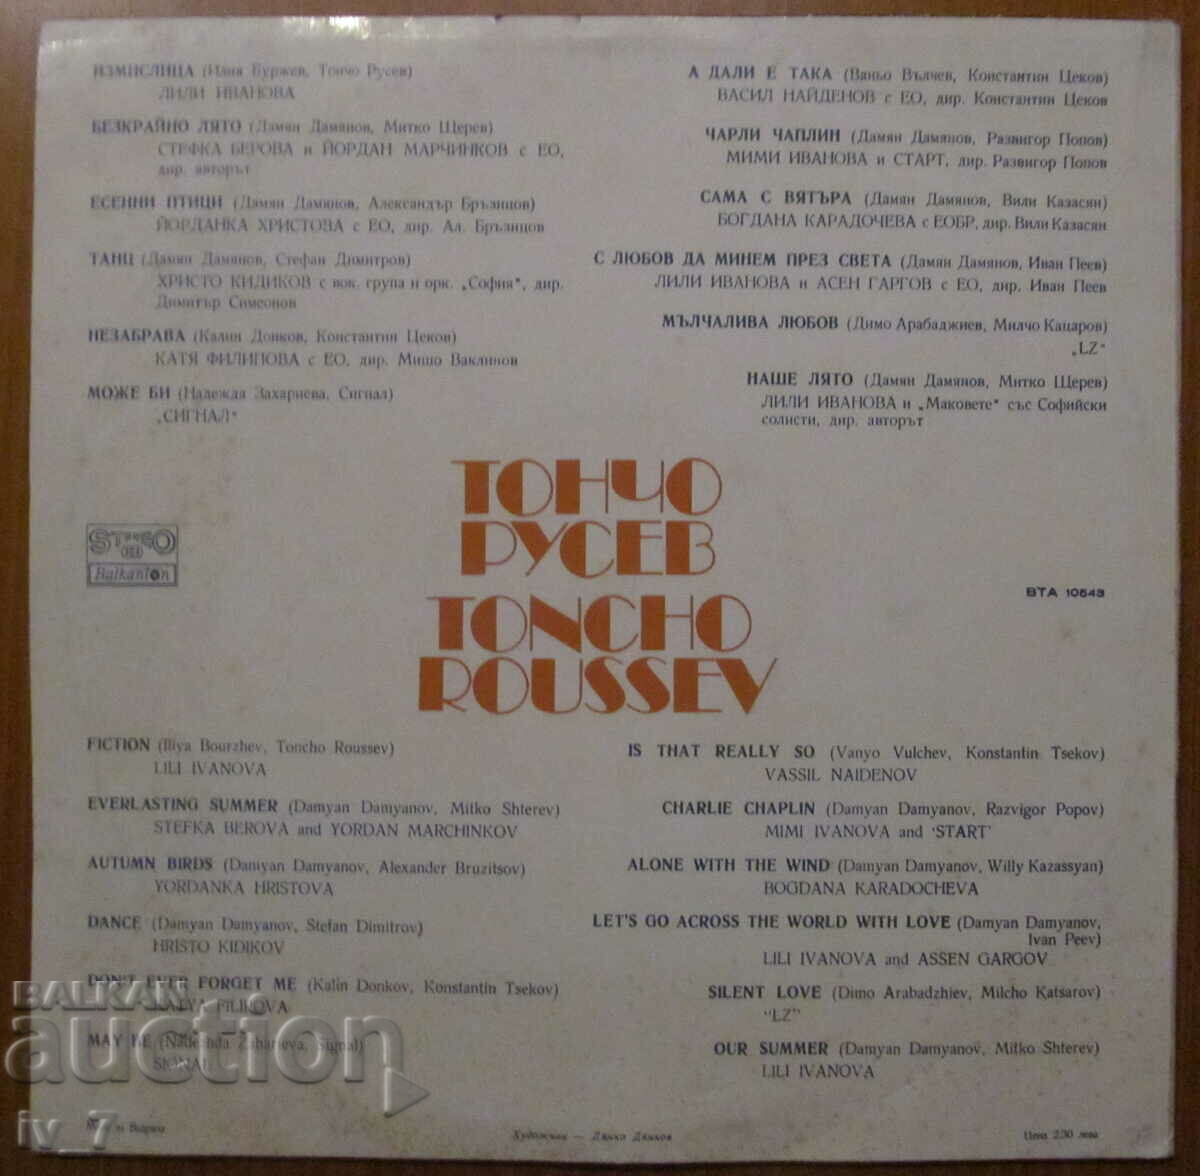 ИЗМИСЛИЦА (Илия Буржев, Тончо Русев)
ЛИЛИ ИВАНОВА
БЕЗКРАЙНО ЛЯТО (Дамян Дамянов, Митко Щерев)
СТЕФКА БЕРОВА и ЙОРДАН МАРЧИНКОВ с ЕО,
дир. авторът
ЕСЕННИ ПТИЦИ (Дамян Дамянов, Александър Бръзицов)
ЙОРДАНКА ХРИСТОВА с ЕО, дир. Ал. Бръзицов
ТАНЦ (Дамян Дамянов, Стефан Димитров)
ХРИСТО КИДИКОВ с вок. група и орк. „София“, дир.
Димитър Симеонов
НЕЗАБРАВА (Калин Донков, Константин Цеков)
КАТЯ ФИЛИПОВА с ЕО, дир. Мишо Ваклинов
МОЖЕ БИ (Надежда Захариева, Сигнал)
„СИГНАЛ“
А ДАЛИ Е ТАКА (Ваньо Вълчев, Константин Цеков)
ВАСИЛ НАЙДЕНОВ с ЕО, дир. Константин Цеков
ЧАРЛИ ЧАПЛИН (Дамян Дамянов, Развигор Попов)
МИМИ ИВАНОВА и СТАРТ, дир. Развигор Попов
САМА С ВЯТЪРА (Дамян Дамянов, Вили Казасян)
БОГДАНА КАРАДОЧЕВА с ЕОБР, дир. Вили Казасян
С ЛЮБОВ ДА МИНЕМ ПРЕЗ СВЕТА (Дамян Дамянов, Иван Пеев)
ЛИЛИ ИВАНОВА и АСЕН ГАРГОВ с ЕО, дир. Иван Пеев
МЪЛЧАЛИВА ЛЮБОВ (Димо Арабаджиев, Милчо Кацаров)
„LZ“
НАШЕ ЛЯТО (Дамян Дамянов, Митко Щерев)
ЛИЛИ ИВАНОВА и „Маковете“ със Софийски
солисти, дир. авторът
ТОНЧО
РУСЕВ
TONCHO
ROUSSEV
STEREO
Balkanton
ВТА 10543
FICTION (Iliya Bourzhev, Toncho Roussev)
LILI IVANOVA
EVERLASTING SUMMER (Damyan Damyanov, Mitko Shterev)
STEFKA BEROVA and YORDAN MARCHINKOV
AUTUMN BIRDS (Damyan Damyanov, Alexander Bruzitsov)
YORDANKA HRISTOVA
DANCE (Damyan Damyanov, Stefan Dimitrov)
HRISTO KIDIKOV
DON'T EVER FORGET ME (Kalin Donkov, Konstantin Tsekov)
KATYA FILIPOVA
MAY BE (Nadezhda Zaharieva, Signal)
SIGNAL
IS THAT REALLY SO (Vanyo Vulchev, Konstantin Tsekov)
VASSIL NAIDENOV
CHARLIE CHAPLIN (Damyan Damyanov, Razvigor Popov)
MIMI IVANOVA and 'START'
ALONE WITH THE WIND (Damyan Damyanov, Willy Kazassyan)
BOGDANA KARADOCHEVA
LET'S GO ACROSS THE WORLD WITH LOVE (Damyan Damyanov,
Ivan Peev)
LILI IVANOVA and ASSEN GARGOV
SILENT LOVE (Dimo Arabadzhiev, Milcho Katsarov)
“LZ”
OUR SUMMER (Damyan Damyanov, Mitko Shterev)
LILI IVANOVA
Художник — Дянко Дянков
Цена 2,30 лева
BALKAN
auction
iv_7